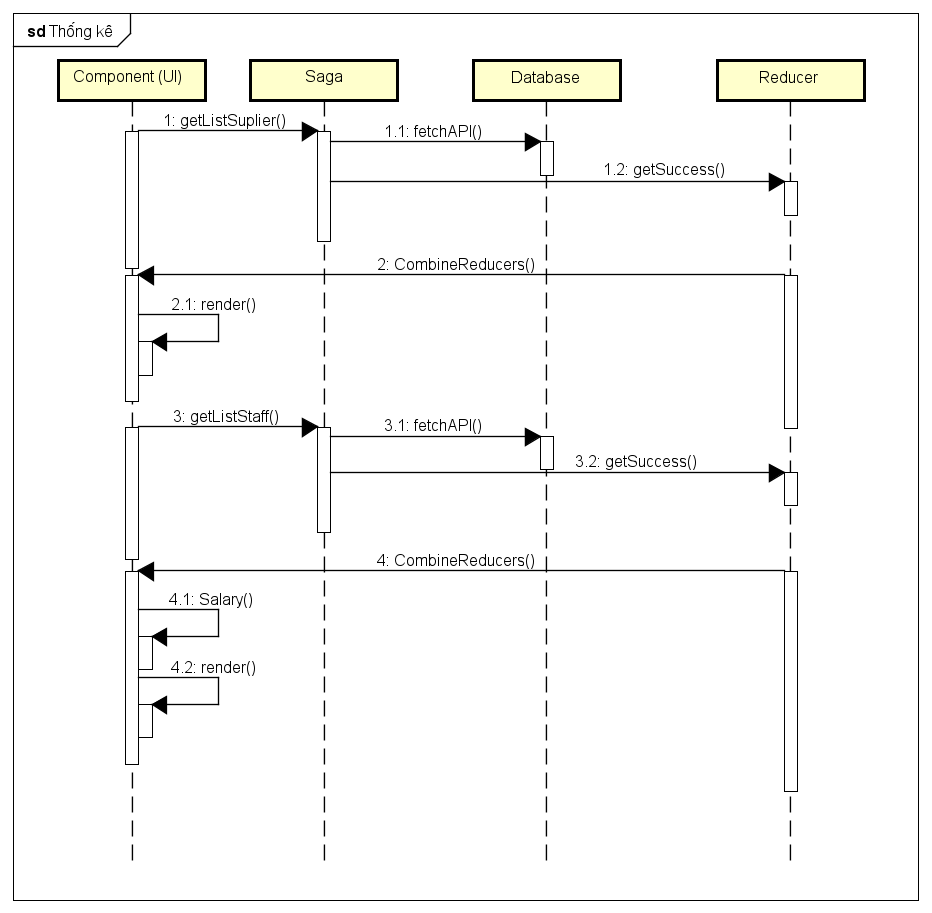 sd Thống kê
Component (UI)
Saga
Database
Reducer
1: getListSuplier()
1.1: fetchAPI()
1.2: getSuccess()
2: CombineReducers()
2.1: render()
3: getListStaff()
3.1: fetchAPI()
3.2: getSuccess()
4: CombineReducers()
4.1: Salary()
4.2: render()